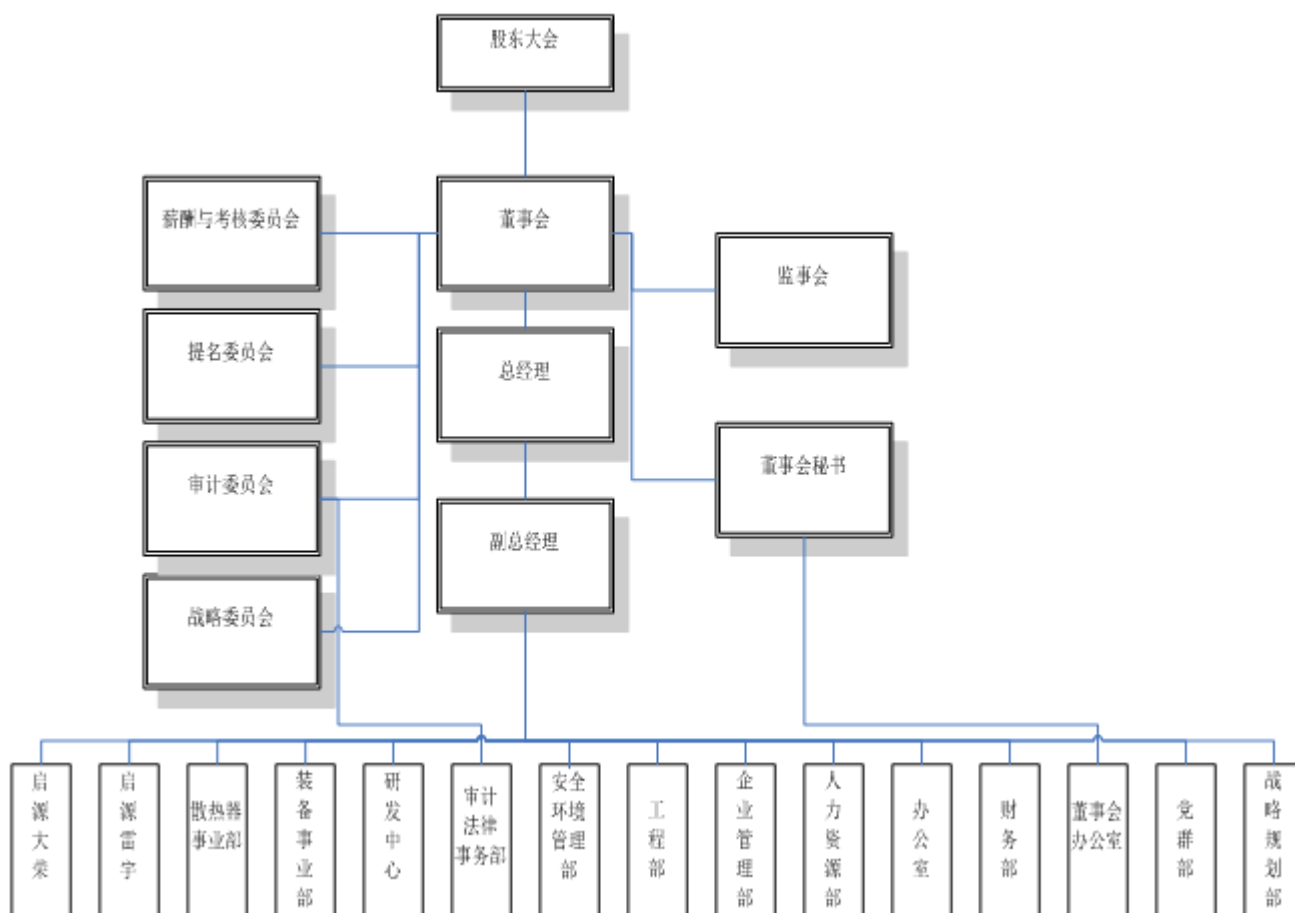 股东大会
薪酬与考核委员会
董事会
监事会
提名委员会
总经理
审计委员会
董事会秘书
副总经理
战略委员会
启源大荣
启源雷宇
散热器
事业部
装备事业部
研发中心
审计
法律
事务部
安全
环境
管理
部
工程部
企业管理部
人力资源部
办公室
财务部
董事会
办公室
党群部
战略规划部